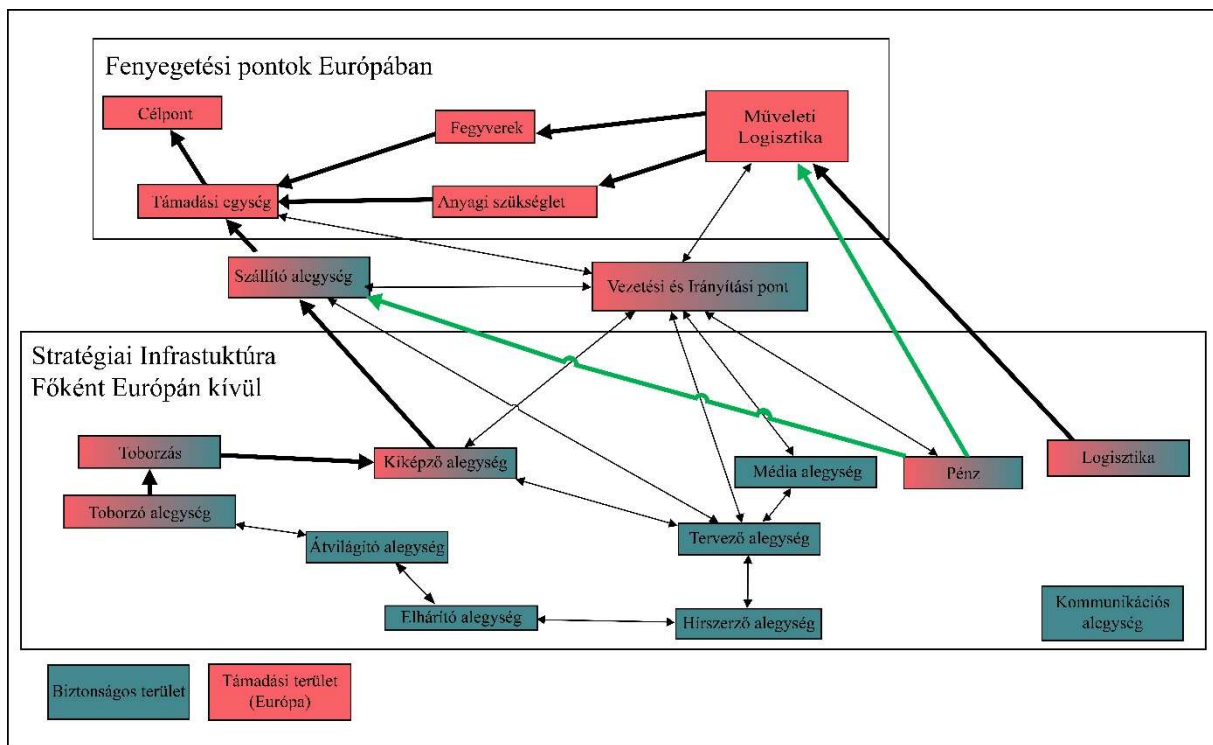 Fenyegetési pontok Európában
Célpont
Fegyverek
Műveleti
Logisztika
Támadási egység
Anyagi szükséglet
Szállító alegység
Vezetési és Irányítási pont
Stratégiai Infrastuktúra
Főként Európán kívül
Toborzás
Kiképző alegység
Média alegység
Pénz
Logisztika
Toborzó alegység
Átvilágító alegység
Tervező alegység
Elhárító alegység
Hírszerző alegység
Kommunikációs
alegység
Biztonságos terület
Támadási terület
(Európa)